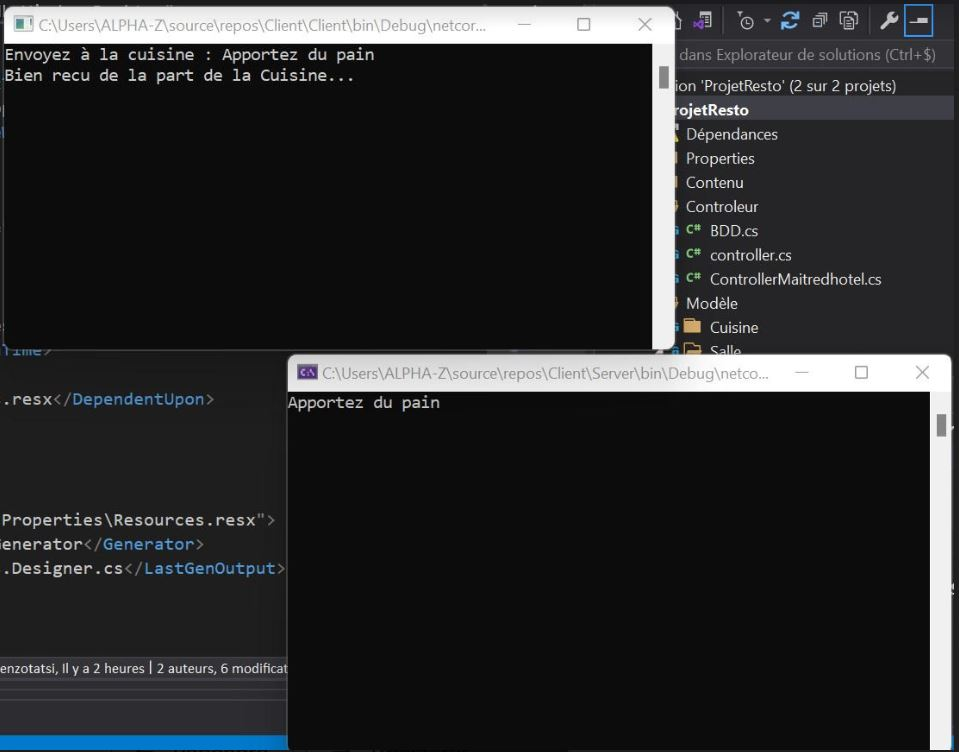 C:\Users\ALPHA-Z\source\repos\Client\Client\bin\Debug\netcor...
Envoyez à la cuisine : Apportez du pain
Bien recu de la part de la Cuisine...
dans Explorateur de solutions (Ctrl+$)
ion 'ProjetResto' (2 sur 2 projets)
rojetResto
Dépendances
Properties
Contenu
Controleur
C# BDD.cs
C# controller.cs
C# ControllerMaitredhotel.cs
Modèle
Cuisine
Salle
Time>
C:\Users\ALPHA-Z\source\repos\Client\Server\bin\Debug\netco...
Apportez du pain
.resx</DependentUpon>
Properties\Resources.resx">
Generator</Generator>
.Designer.cs</LastGenOutput>
enzotatsi, Il y a 2 heures | 2 auteurs, 6 modificat